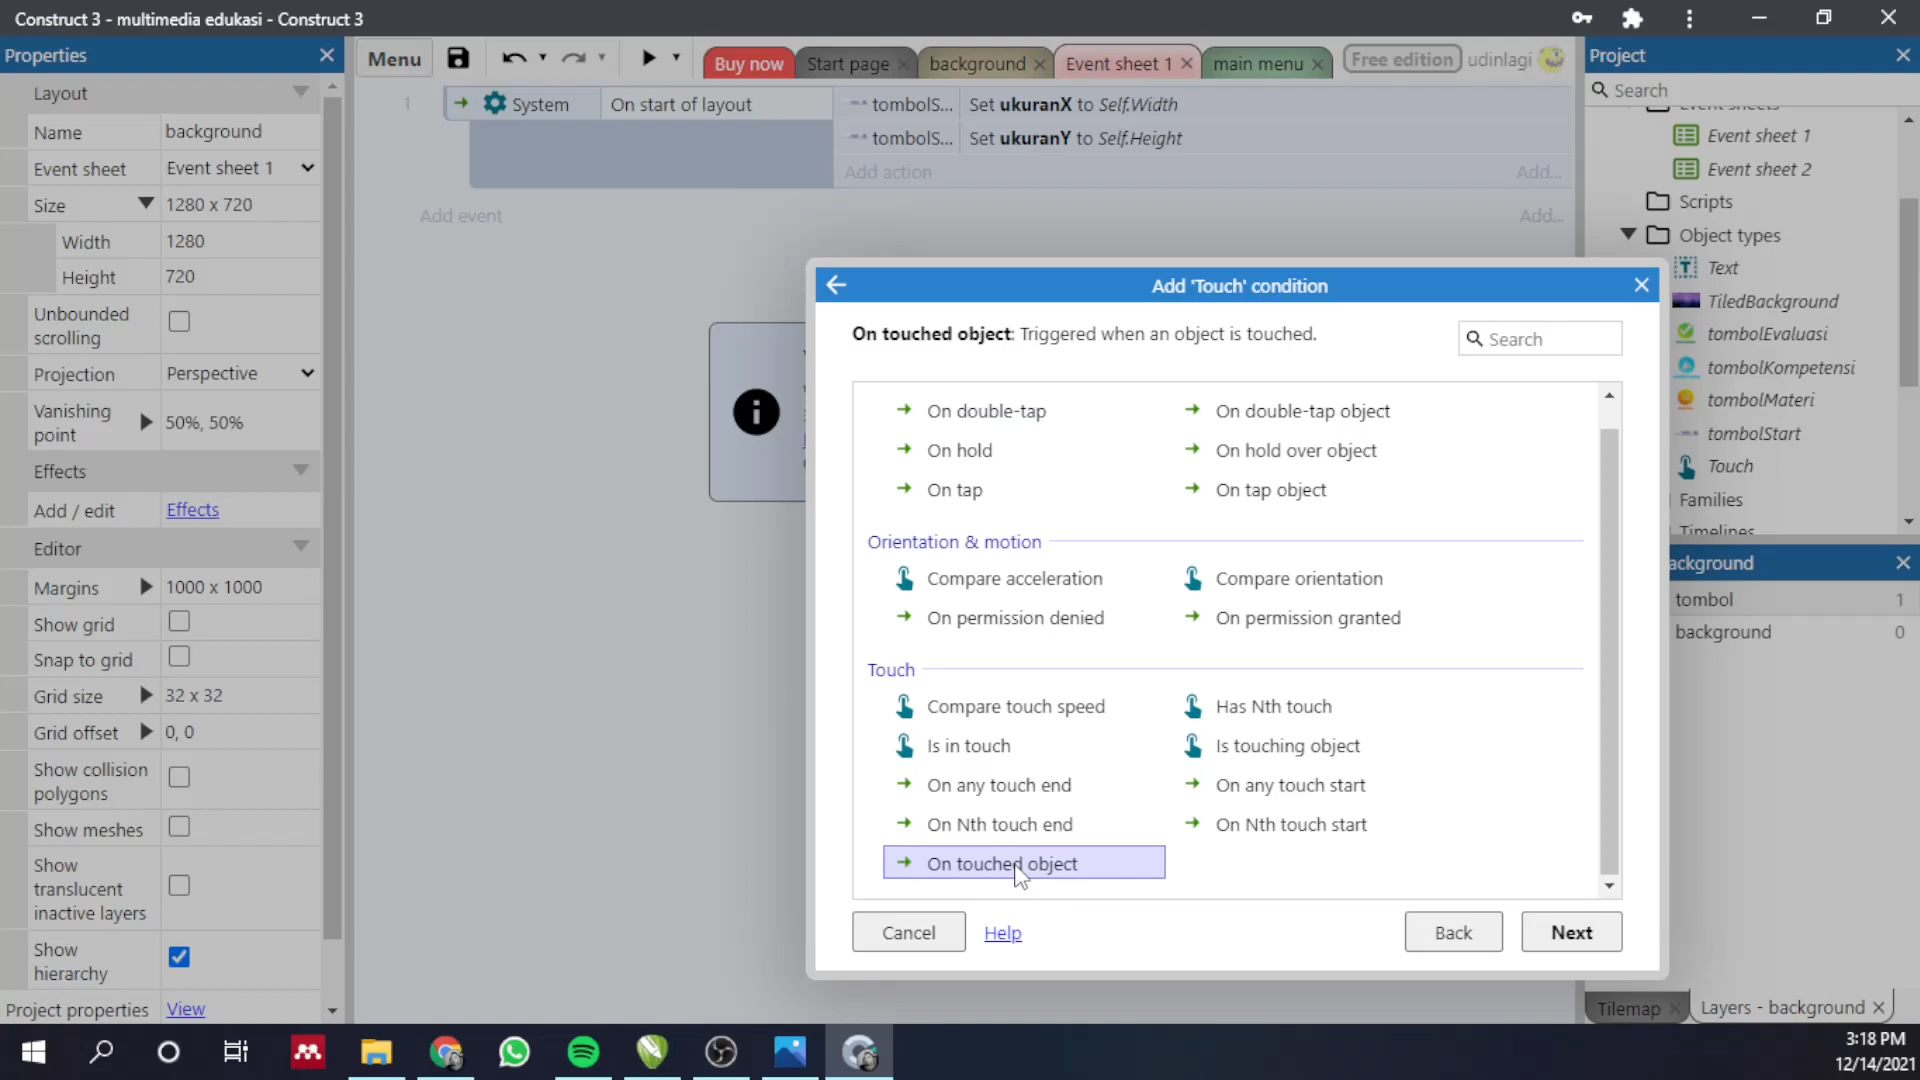 Construct 3 - multimedia edukasi - Construct 3
Properties
Layout
Name background
Event sheet Event sheet 1
Size 1280 x 720
Width 1280
Height 720
Unbounded scrolling
Projection Perspective
Vanishing point 50%, 50%
Effects
Add / edit Effects
Editor
Margins 1000 x 1000
Show grid
Snap to grid
Grid size 32 x 32
Grid offset 0, 0
Show collision polygons
Show meshes
Show translucent inactive layers
Show hierarchy
Project properties View
Menu
Buy now
Start page
background
Event sheet 1
main menu
Free edition
udinlagi
1 System On start of layout tombolS... Set ukuranX to Self.Width
tombolS... Set ukuranY to Self.Height
Add action Add...
Add event Add...
Add 'Touch' condition
On touched object: Triggered when an object is touched.
Search
On double-tap On double-tap object
On hold On hold over object
On tap On tap object
Orientation & motion
Compare acceleration Compare orientation
On permission denied On permission granted
Touch
Compare touch speed Has Nth touch
Is in touch Is touching object
On any touch end On any touch start
On Nth touch end On Nth touch start
On touched object
Cancel Help Back Next
Project
Search
Event sheets
Event sheet 1
Event sheet 2
Scripts
Object types
Text
TiledBackground
tombolEvaluasi
tombolKompetensi
tombolMateri
tombolStart
Touch
Families
Timelines
ackground
tombol 1
background 0
Tilemap
Layers - background
3:18 PM
12/14/2021